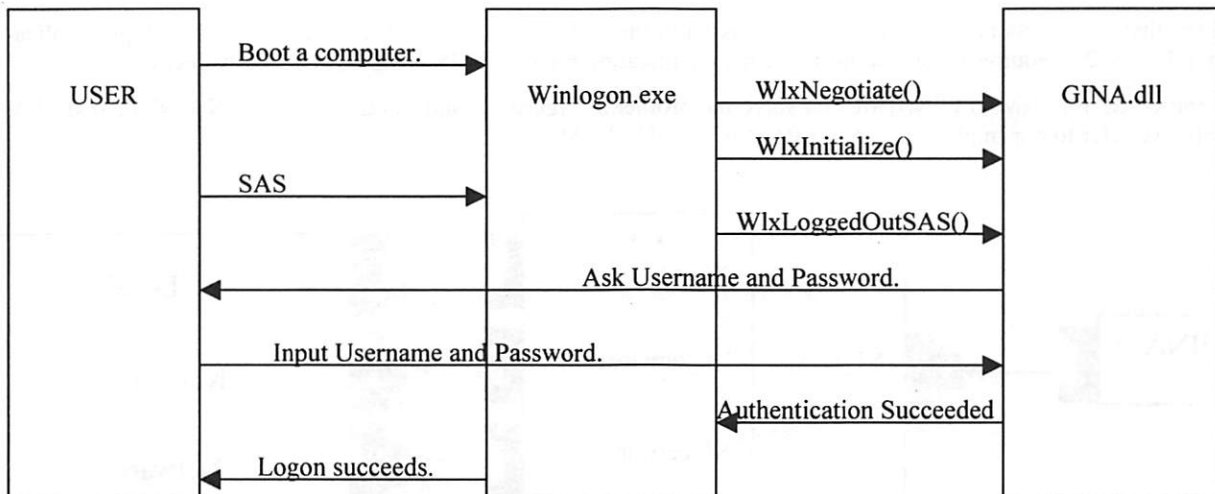 Boot a computer.
USER
Winlogon.exe
WlxNegotiate()
GINA.dll
WlxInitialize()
SAS
WlxLoggedOutSAS()
Ask Username and Password.
Input Username and Password.
Authentication Succeeded
Logon succeeds.